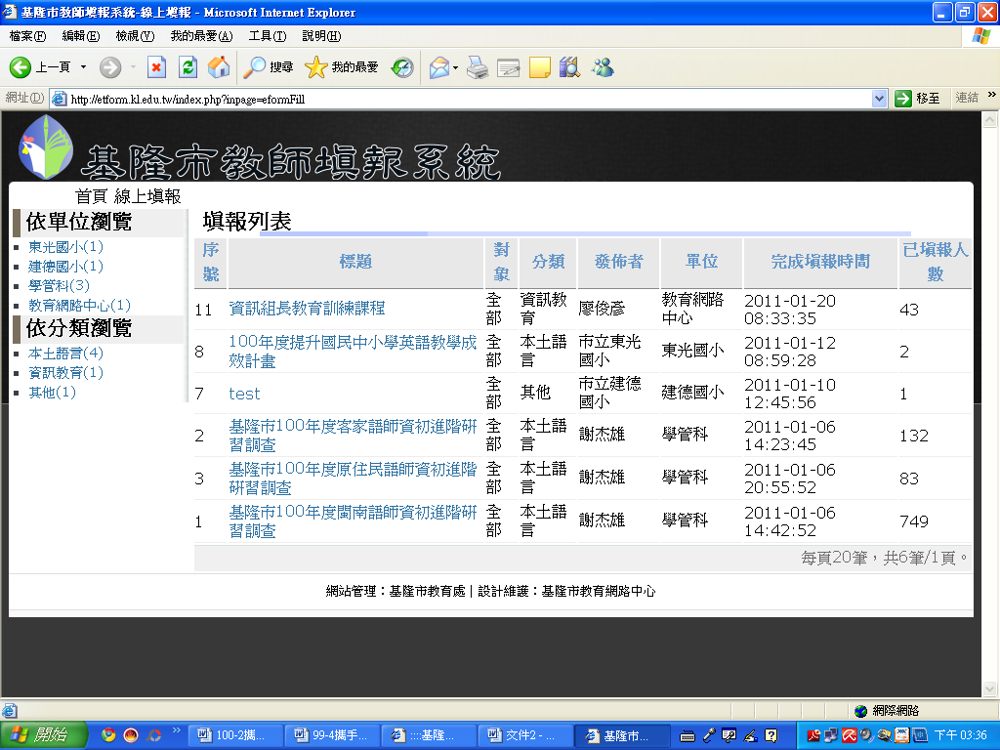 基隆市教師填報系統-線上填報 - Microsoft Internet Explorer
檔案(F) 編輯(E) 檢視(V) 我的最愛(A) 工具(T) 說明(H)
上一頁 搜尋 我的最愛
網址(D) http://etform.kl.edu.tw/index.php?inpage=eformFill 移至 連結 »
基隆市教師填報系統
首頁 線上填報
依單位瀏覽
東光國小(1)
建德國小(1)
學管科(3)
教育網路中心(1)
依分類瀏覽
本土語言(4)
資訊教育(1)
其他(1)
填報列表
序號 標題 對象 分類 發佈者 單位 完成填報時間 已填報人數
11 資訊組長教育訓練課程 全部 資訊教育 廖俊彥 教育網路中心 2011-01-20 08:33:35 43
8 100年度提升國民中小學英語教學成效計畫 全部 本土語言 市立東光國小 東光國小 2011-01-12 08:59:28 2
7 test 全部 其他 市立建德國小 建德國小 2011-01-10 12:45:56 1
2 基隆市100年度客家語師資初進階研習調查 全部 本土語言 謝杰雄 學管科 2011-01-06 14:23:45 132
3 基隆市100年度原住民語師資初進階研習調查 全部 本土語言 謝杰雄 學管科 2011-01-06 20:55:52 83
1 基隆市100年度閩南語師資初進階研習調查 全部 本土語言 謝杰雄 學管科 2011-01-06 14:42:52 749
每頁20筆，共6筆/1頁。
網站管理：基隆市教育處 | 設計維護：基隆市教育網路中心
網際網路
開始 » 100-2攜... 99-4攜手... ::::基隆... 文件2 - ... 基隆市... 下午 03:36